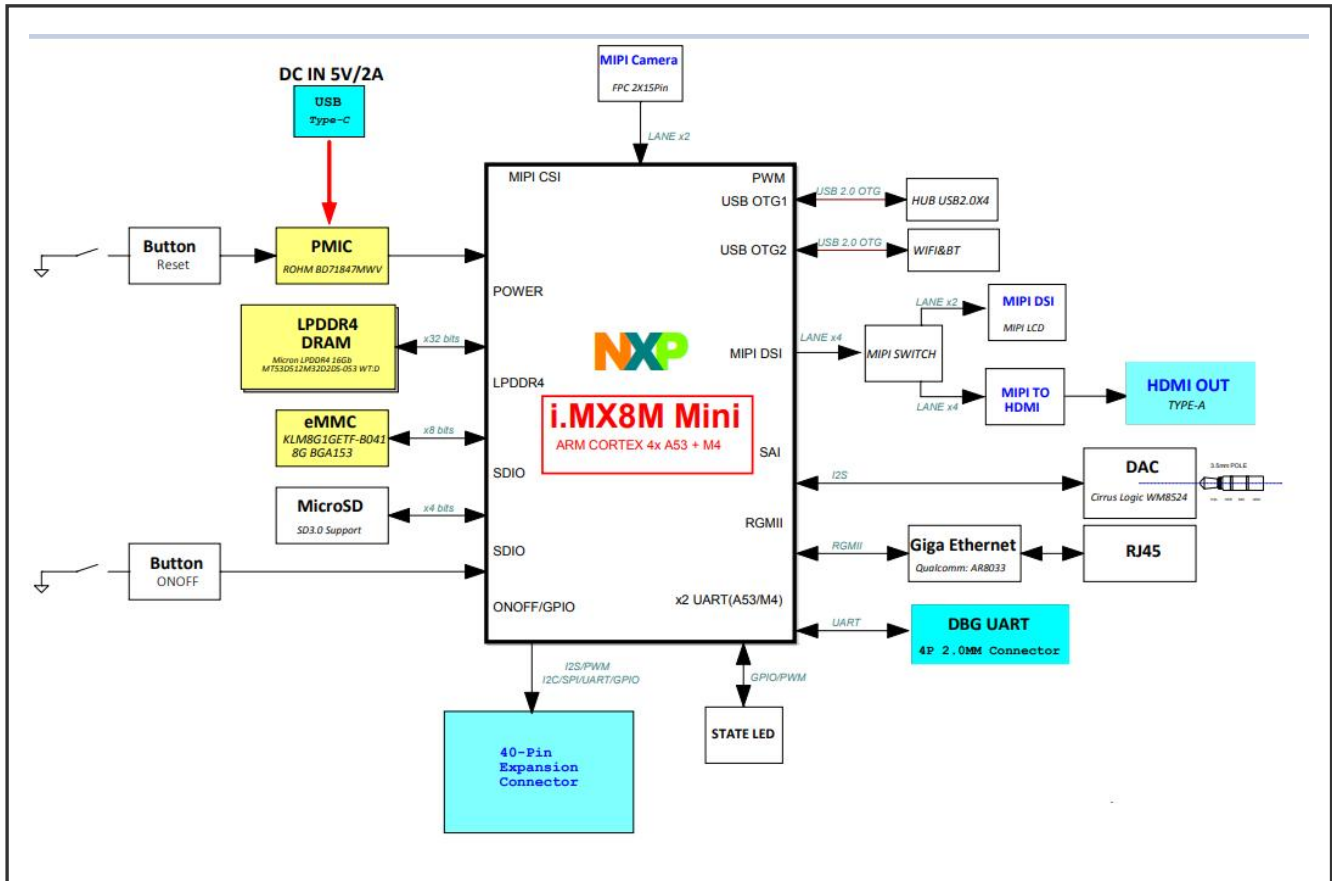 DC IN 5V/2A
USB
Type-C
MIPI Camera
FPC 2X15Pin
LANE x2
MIPI CSI
PWM
USB OTG1
USB 2.0 OTG
HUB USB2.0X4
Button
Reset
PMIC
ROHM BD71847MWV
USB OTG2
USB 2.0 OTG
WIFI&BT
POWER
LPDDR4
DRAM
Micron LPDDR4 16Gb
MT53D512M32D2DS-053 WT:D
x32 bits
NXP
MIPI DSI
LANE x4
MIPI SWITCH
LANE x2
MIPI DSI
MIPI LCD
LPDDR4
LANE x4
MIPI TO
HDMI
HDMI OUT
TYPE-A
eMMC
KLM8G1GETF-B041
8G BGA153
x8 bits
i.MX8M Mini
ARM CORTEX 4x A53 + M4
SAI
I2S
DAC
Cirrus Logic WM8524
3.5mm POLE
SDIO
MicroSD
SD3.0 Support
x4 bits
RGMII
RGMII
Giga Ethernet
Qualcomm: AR8033
RJ45
SDIO
Button
ONOFF
ONOFF/GPIO
x2 UART(A53/M4)
UART
DBG UART
4P 2.0MM Connector
I2S/PWM
I2C/SPI/UART/GPIO
GPIO/PWM
STATE LED
40-Pin
Expansion
Connector